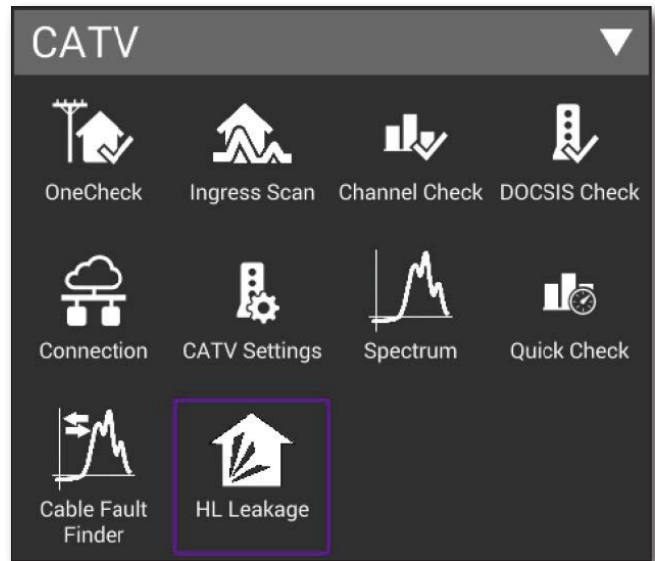 CATV
OneCheck
Ingress Scan
Channel Check
DOCSIS Check
Connection
CATV Settings
Spectrum
Quick Check
Cable Fault
Finder
HL Leakage